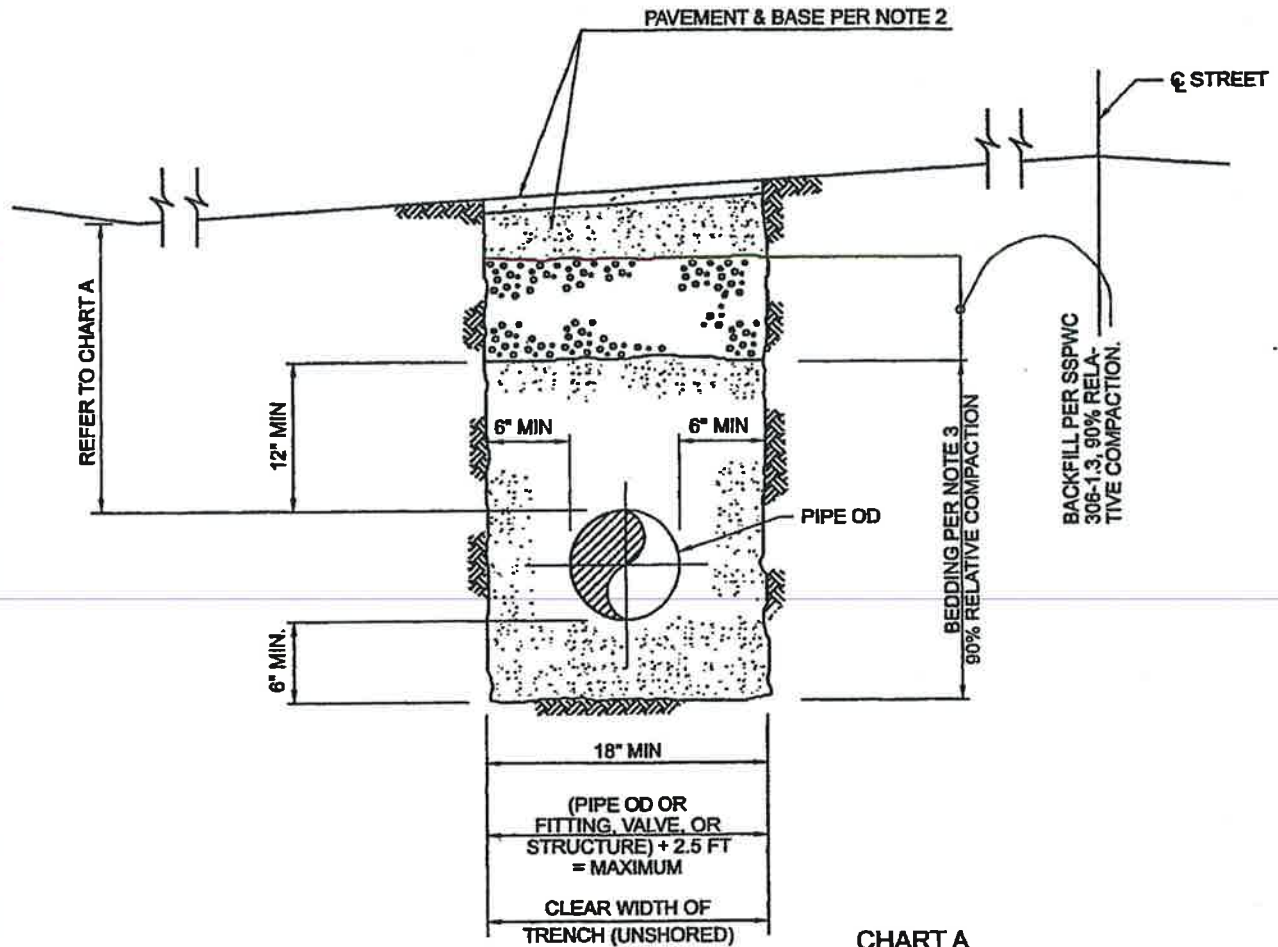 PAVEMENT & BASE PER NOTE 2
℄ STREET
REFER TO CHART A
12" MIN
6" MIN
6" MIN
PIPE OD
BEDDING PER NOTE 3
90% RELATIVE COMPACTION
BACKFILL PER SSPWC
306-1.3, 90% RELA-
TIVE COMPACTION.
6" MIN.
18" MIN
(PIPE OD OR
FITTING, VALVE, OR
STRUCTURE) + 2.5 FT
= MAXIMUM
CLEAR WIDTH OF
TRENCH (UNSHORED)
CHART A